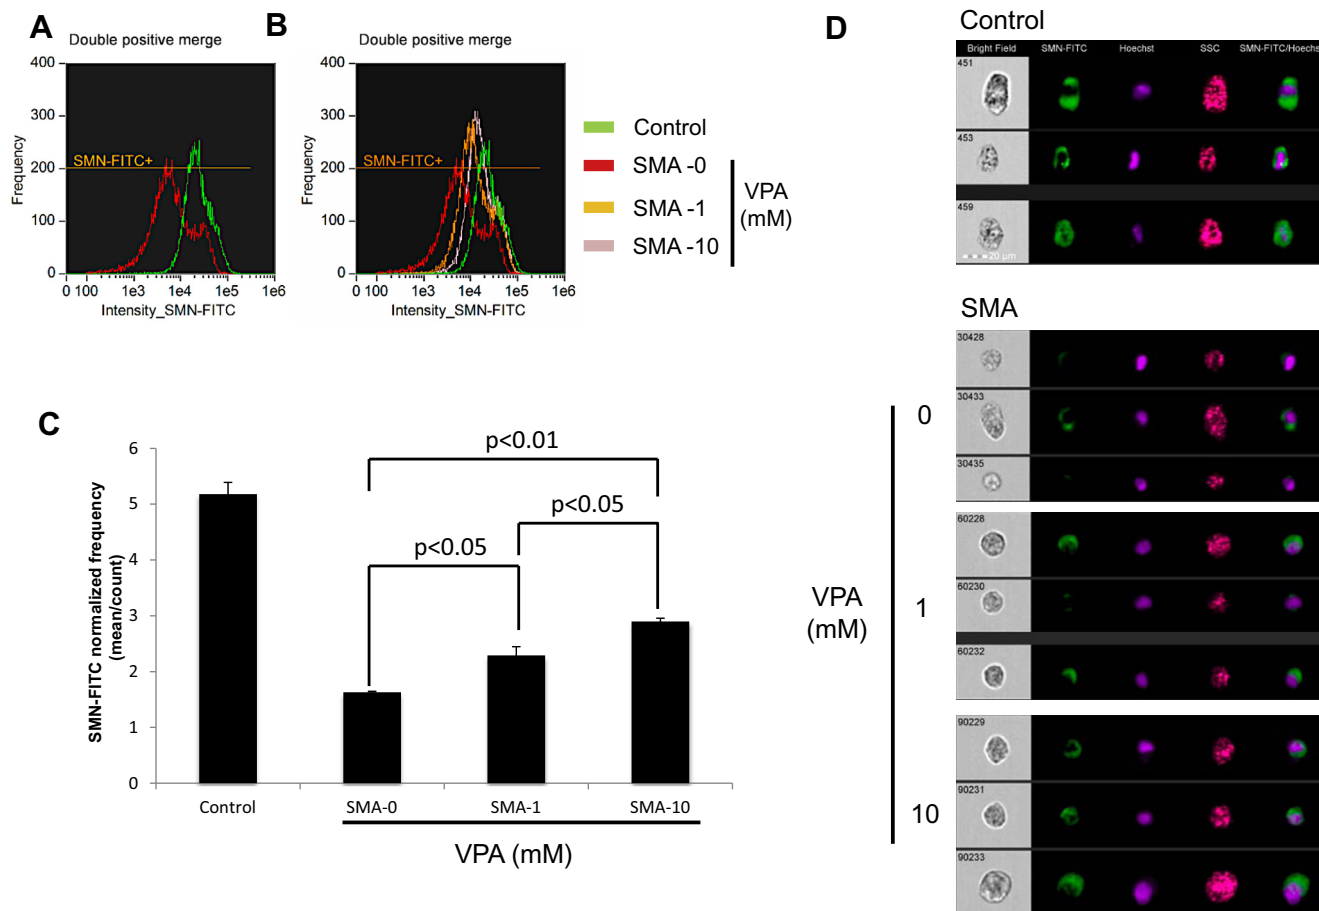 A
Double positive merge
400
300
200
100
0
Frequency
SMN-FITC+
0 100 1e3 1e4 1e5 1e6
Intensity_SMN-FITC
B
Double positive merge
400
300
200
100
0
Frequency
SMN-FITC+
0 100 1e3 1e4 1e5 1e6
Intensity_SMN-FITC
Control
SMA -0
SMA -1
SMA -10
VPA
(mM)
C
SMN-FITC normalized frequency
(mean/count)
6
5
4
3
2
1
0
p<0.01
p<0.05
p<0.05
Control SMA-0 SMA-1 SMA-10
VPA (mM)
D
Control
Bright Field SMN-FITC Hoechst SSC SMN-FITC/Hoechs
451
453
459
20 µm
SMA
VPA
(mM)
0
30428
30433
30435
1
60228
60230
60232
10
90229
90231
90233